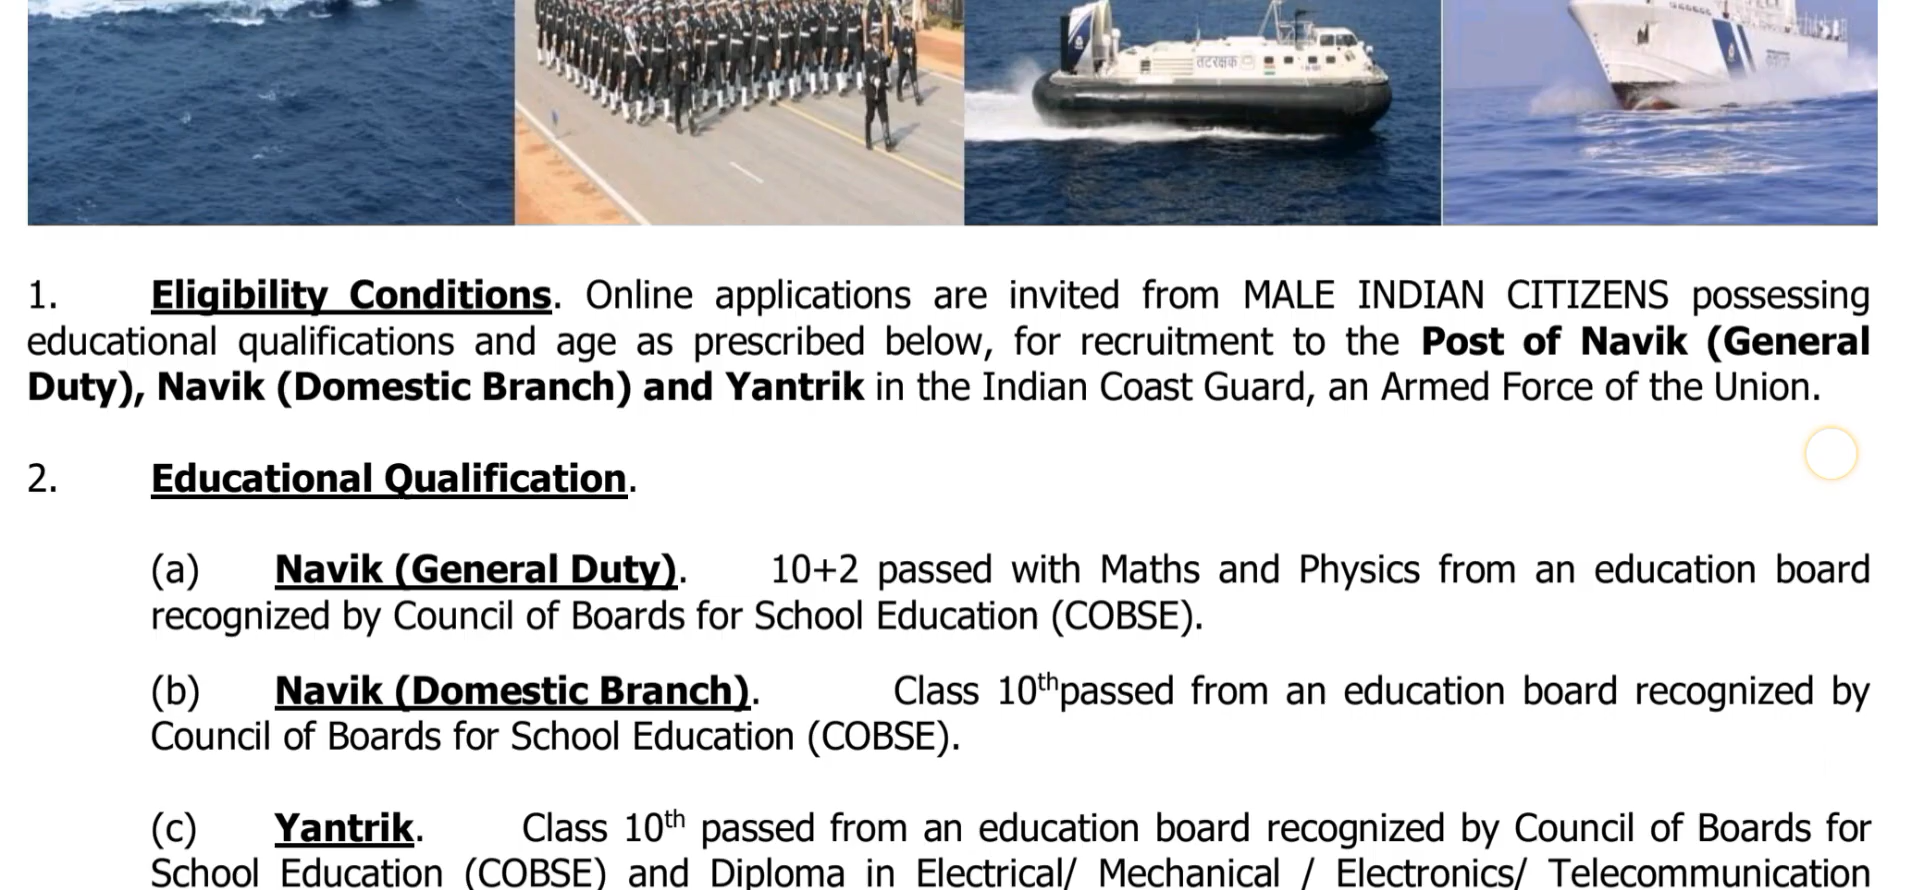 तटरक्षक
1. Eligibility Conditions. Online applications are invited from MALE INDIAN CITIZENS possessing
educational qualifications and age as prescribed below, for recruitment to the Post of Navik (General
Duty), Navik (Domestic Branch) and Yantrik in the Indian Coast Guard, an Armed Force of the Union.
2. Educational Qualification.
(a) Navik (General Duty). 10+2 passed with Maths and Physics from an education board
recognized by Council of Boards for School Education (COBSE).
(b) Navik (Domestic Branch). Class 10thpassed from an education board recognized by
Council of Boards for School Education (COBSE).
(c) Yantrik. Class 10th passed from an education board recognized by Council of Boards for
School Education (COBSE) and Diploma in Electrical/ Mechanical / Electronics/ Telecommunication